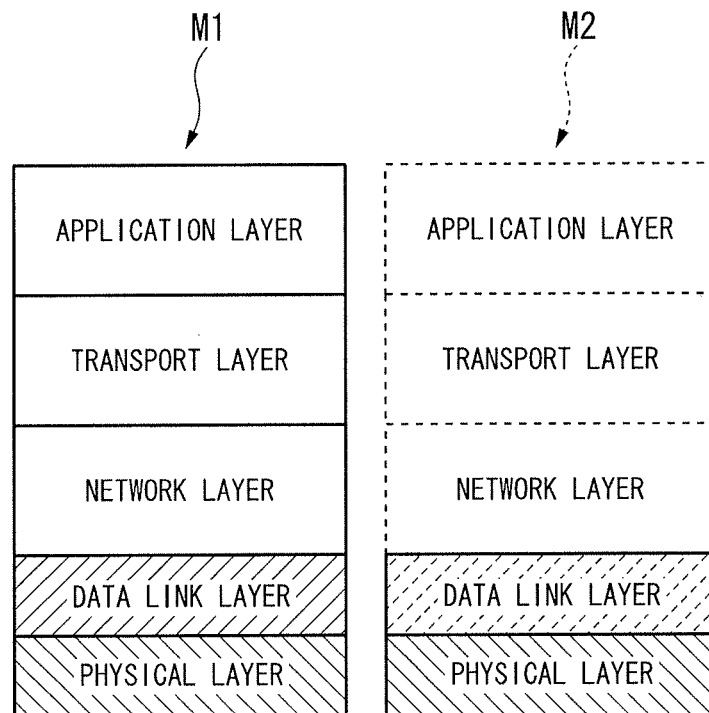 M1
M2
APPLICATION LAYER
TRANSPORT LAYER
NETWORK LAYER
DATA LINK LAYER
PHYSICAL LAYER
APPLICATION LAYER
TRANSPORT LAYER
NETWORK LAYER
DATA LINK LAYER
PHYSICAL LAYER